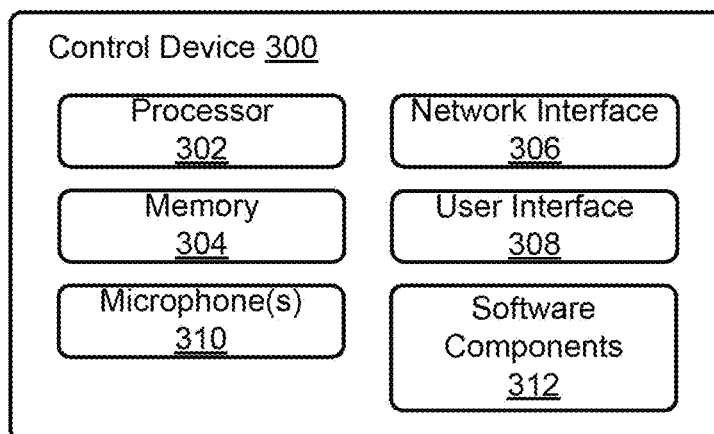 Control Device 300
Processor
302
Network Interface
306
Memory
304
User Interface
308
Microphone(s)
310
Software
Components
312